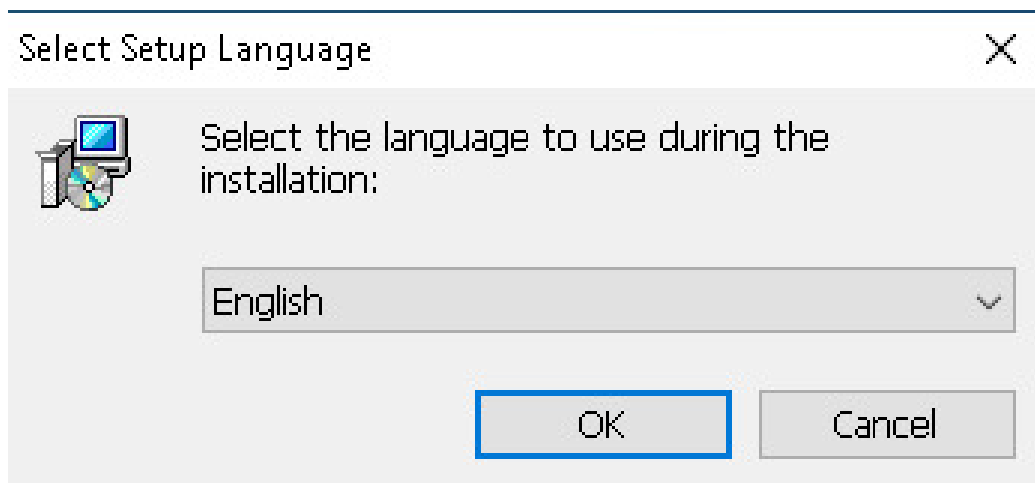 Select Setup Language
Select the language to use during the
installation:
English
OK
Cancel